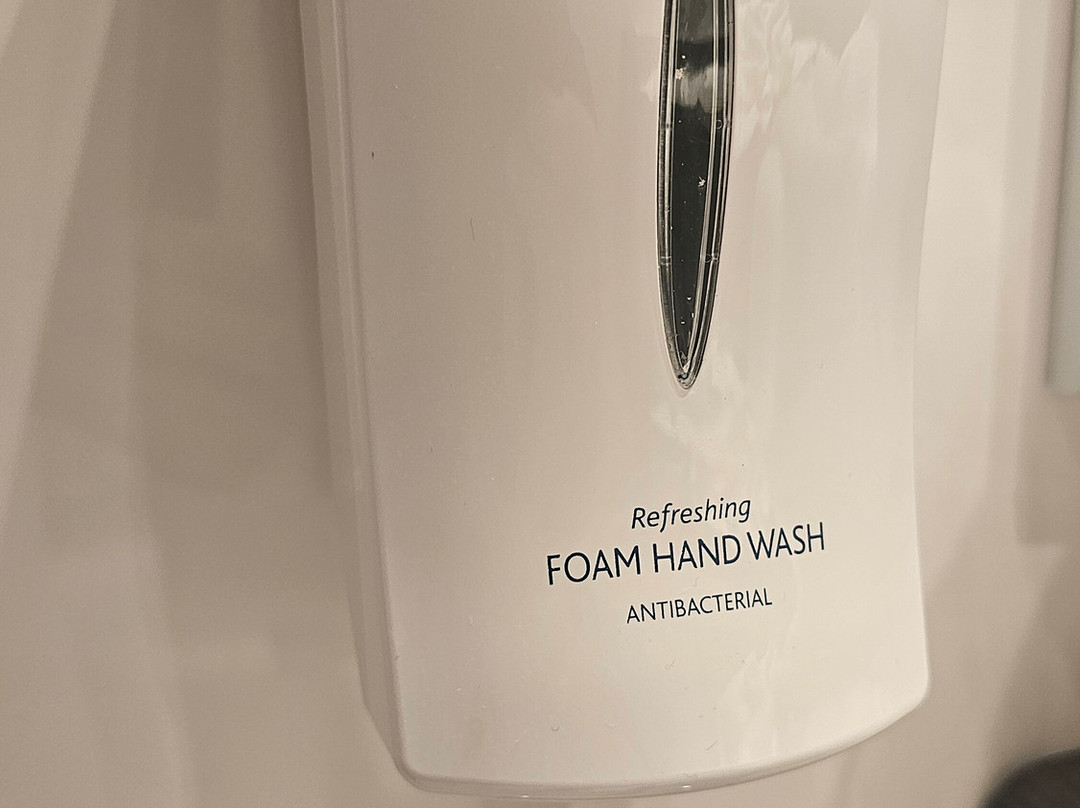 Refreshing
FOAM HAND WASH
ANTIBACTERIAL